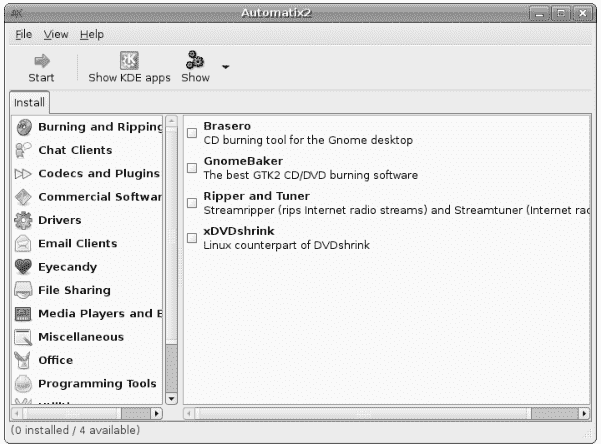 Automatix2
File View Help
Start Show KDE apps Show
Install
Burning and Ripping
Chat Clients
Codecs and Plugins
Commercial Softwar
Drivers
Email Clients
Eyecandy
File Sharing
Media Players and E
Miscellaneous
Office
Programming Tools
Brasero
CD burning tool for the Gnome desktop
GnomeBaker
The best GTK2 CD/DVD burning software
Ripper and Tuner
Streamripper (rips Internet radio streams) and Streamtuner (Internet rad
xDVDshrink
Linux counterpart of DVDshrink
(0 installed / 4 available)